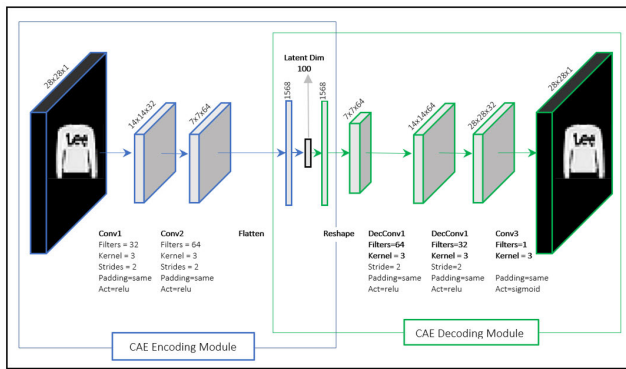 Latent Dim
100
28x28x1
14x14x32
7x7x64
1568
1568
7x7x64
14x14x64
28x28x32
28x28x1
Lee
Lee
Conv1
Filters = 32
Kernel = 3
Strides = 2
Padding=same
Act=relu
Conv2
Filters = 64
Kernel = 3
Strides = 2
Padding=same
Act=relu
Flatten
Reshape
DecConv1
Filters=64
Kernel = 3
Stride= 2
Padding=same
Act=relu
DecConv1
Filters=32
Kernel = 3
Stride=2
Padding=same
Act=relu
Conv3
Filters=1
Kernel = 3
Padding=same
Act=sigmoid
CAE Encoding Module
CAE Decoding Module